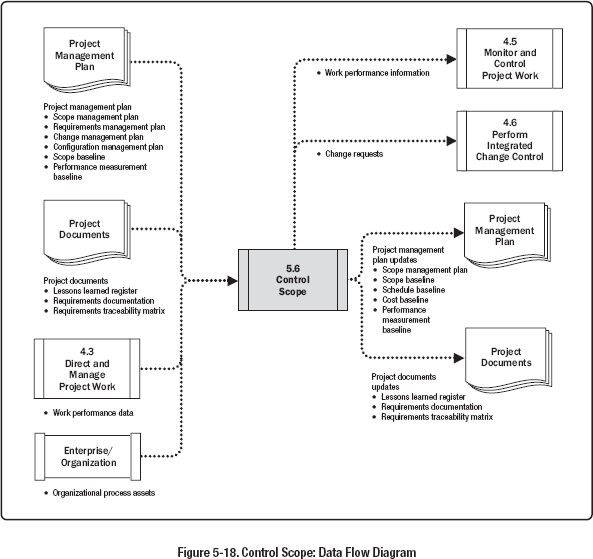 Project
Management
Plan
Project management plan
• Scope management plan
• Requirements management plan
• Change management plan
• Configuration management plan
• Scope baseline
• Performance measurement
baseline
Project
Documents
Project documents
• Lessons learned register
• Requirements documentation
• Requirements traceability matrix
4.3
Direct and
Manage
Project Work
• Work performance data
Enterprise/
Organization
• Organizational process assets
5.6
Control
Scope
• Work performance information
4.5
Monitor and
Control
Project Work
• Change requests
4.6
Perform
Integrated
Change Control
Project management
plan updates
• Scope management plan
• Scope baseline
• Schedule baseline
• Cost baseline
• Performance
measurement
baseline
Project
Management
Plan
Project documents
updates
• Lessons learned register
• Requirements documentation
• Requirements traceability matrix
Project
Documents
Figure 5-18. Control Scope: Data Flow Diagram